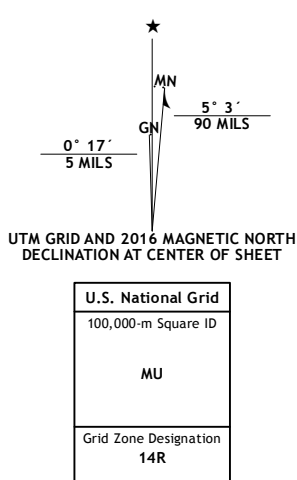 ★
MN
GN
5° 3´
90 MILS
0° 17´
5 MILS
UTM GRID AND 2016 MAGNETIC NORTH
DECLINATION AT CENTER OF SHEET
U.S. National Grid
100,000-m Square ID
MU
Grid Zone Designation
14R